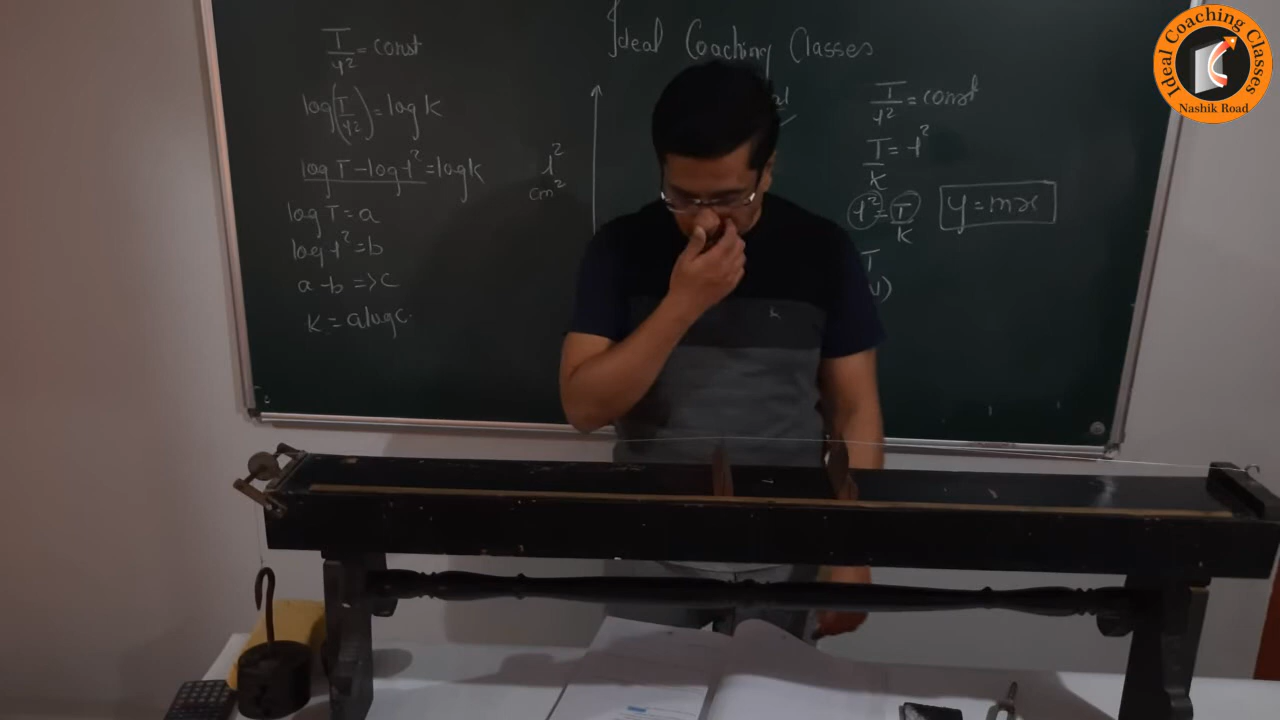 T/l² = const
log(T/l²) = log k
log T - log l² = log k
log T = a
log l² = b
a - b => c
K = a log c.
Ideal Coaching Classes
l²
cm²
T/l² = const
T/K = l²
l² = T/K
y = mx
T
Ideal Coaching Classes
Nashik Road